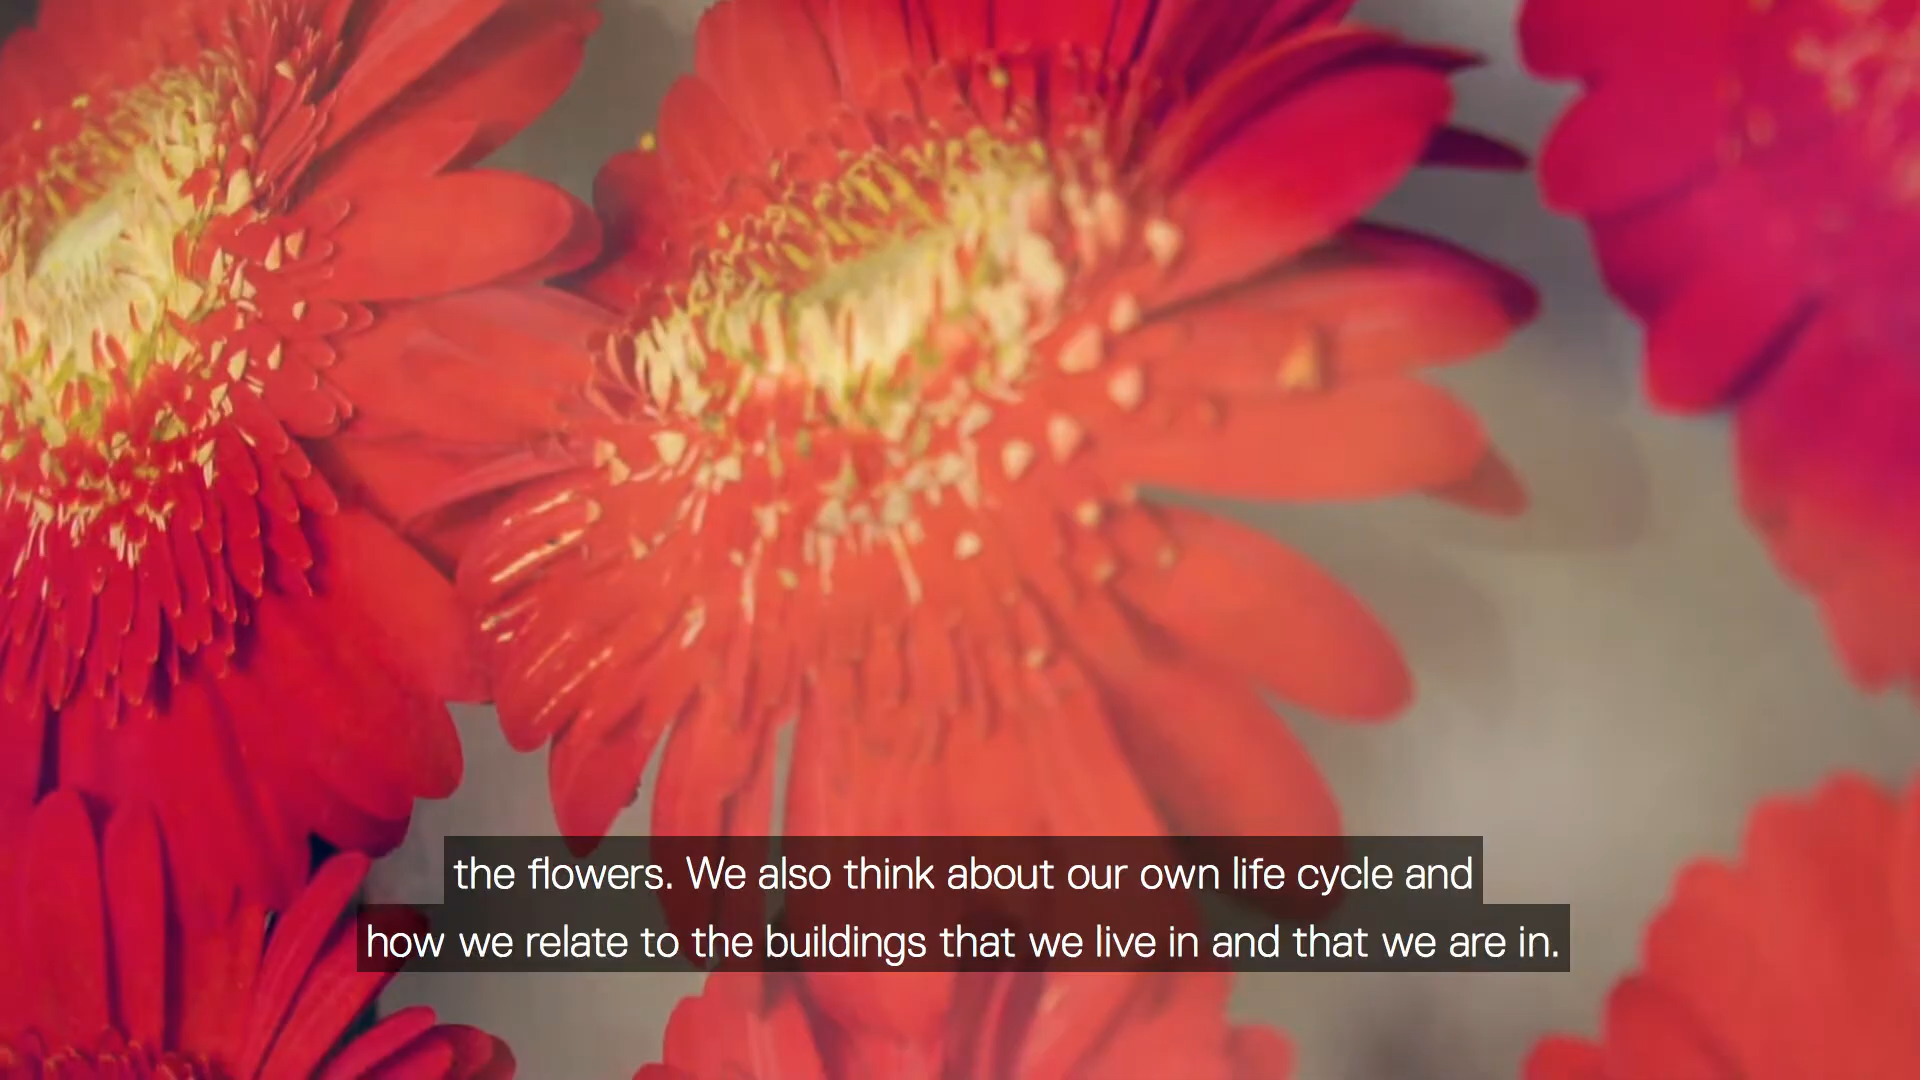 the flowers. We also think about our own life cycle and
how we relate to the buildings that we live in and that we are in.